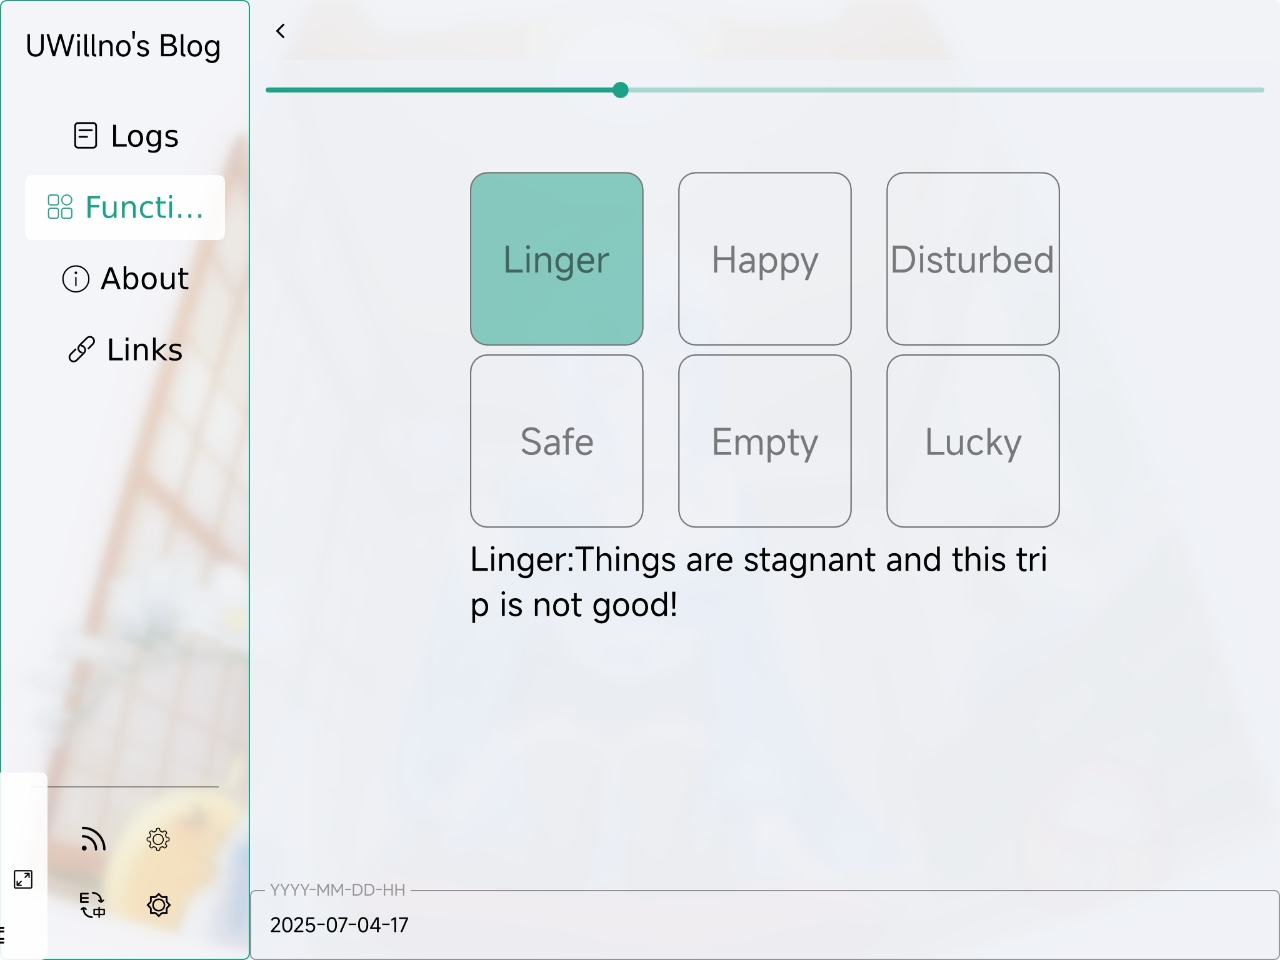 UWillno's Blog
Logs
Functi...
About
Links
Linger
Happy
Disturbed
Safe
Empty
Lucky
Linger:Things are stagnant and this tri
p is not good!
YYYY-MM-DD-HH
2025-07-04-17